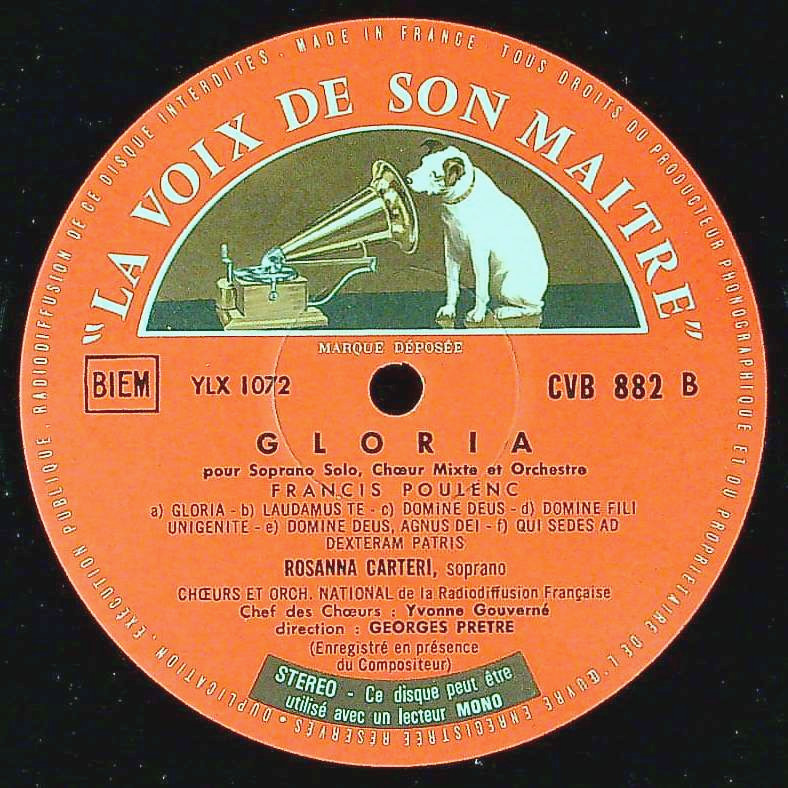 DUPLICATION · EXÉCUTION PUBLIQUE · RADIODIFFUSION DE CE DISQUE INTERDITES · MADE IN FRANCE · TOUS DROITS DU PRODUCTEUR PHONOGRAPHIQUE ET DU PROPRIETAIRE DE L'ŒUVRE ENREGISTRÉE RÉSERVÉS ·
"LA VOIX DE SON MAITRE"
MARQUE DÉPOSÉE
BIEM YLX 1072 CVB 882 B
GLORIA
pour Soprano Solo, Chœur Mixte et Orchestre
FRANCIS POULENC
a) GLORIA - b) LAUDAMUS TE - c) DOMINE DEUS - d) DOMINE FILI
UNIGENITE - e) DOMINE DEUS, AGNUS DEI - f) QUI SEDES AD
DEXTERAM PATRIS
ROSANNA CARTERI, soprano
CHŒURS ET ORCH. NATIONAL de la Radiodiffusion Française
Chef des Chœurs : Yvonne Gouverné
direction : GEORGES PRETRE
(Enregistré en présence
du Compositeur)
STEREO - Ce disque peut être
utilisé avec un lecteur MONO